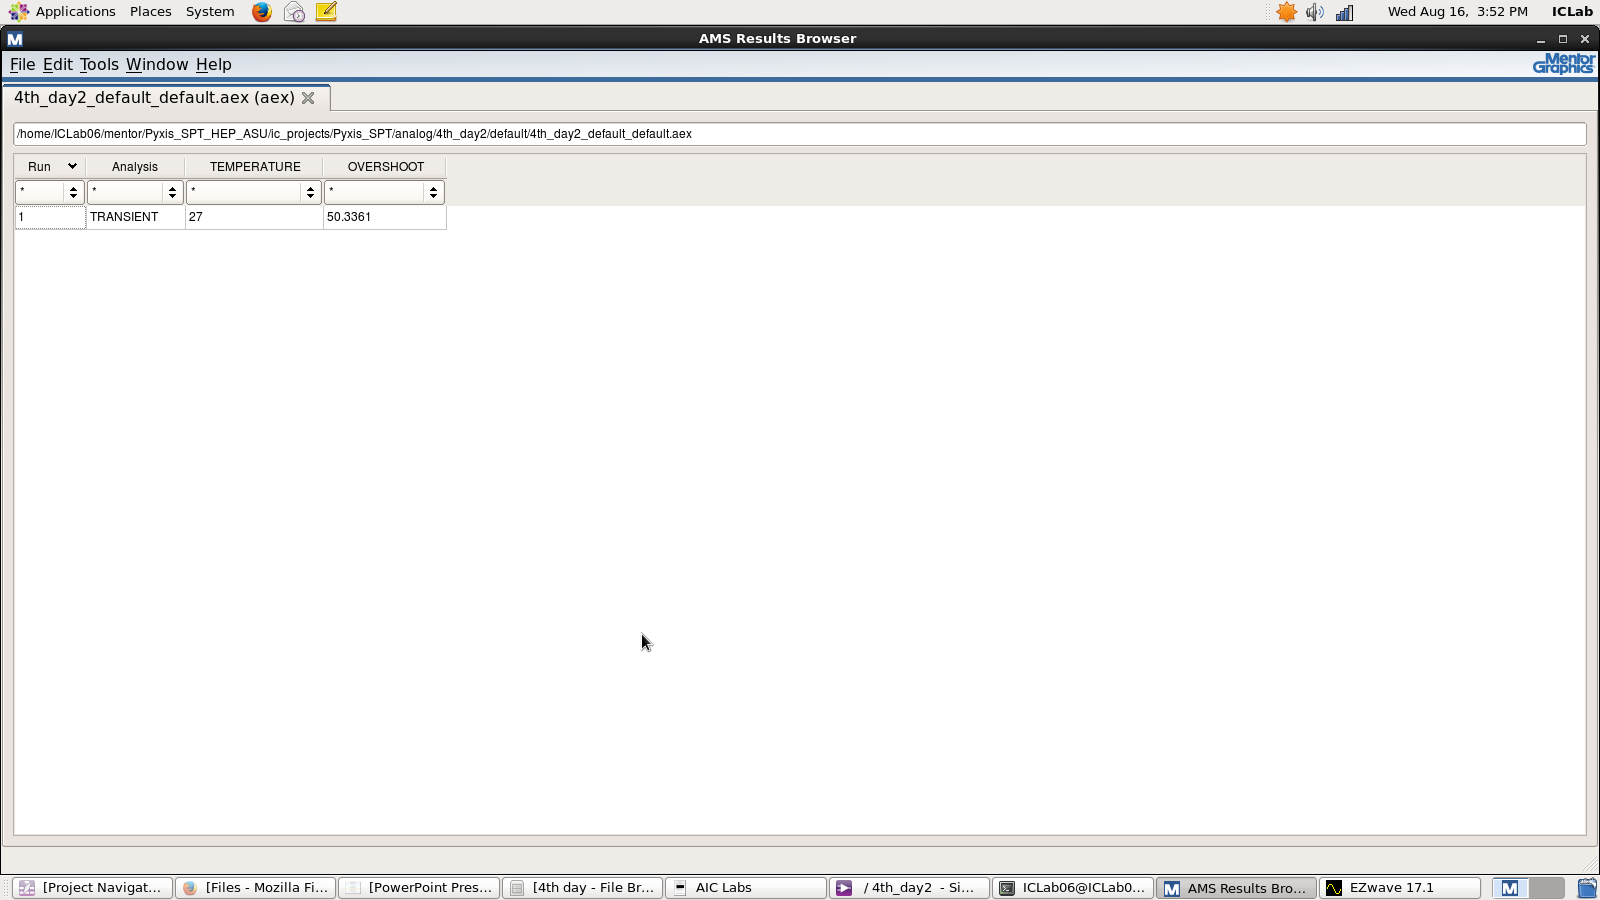 Applications Places System Wed Aug 16, 3:52 PM ICLab
M AMS Results Browser
File Edit Tools Window Help Mentor Graphics
4th_day2_default_default.aex (aex)
/home/ICLab06/mentor/Pyxis_SPT_HEP_ASU/ic_projects/Pyxis_SPT/analog/4th_day2/default/4th_day2_default_default.aex
Run Analysis TEMPERATURE OVERSHOOT
* * * *
1 TRANSIENT 27 50.3361
[Project Navigat... [Files - Mozilla Fi... [PowerPoint Pres... [4th day - File Br... AIC Labs / 4th_day2 - Si... ICLab06@ICLab0... M AMS Results Bro... EZwave 17.1 M